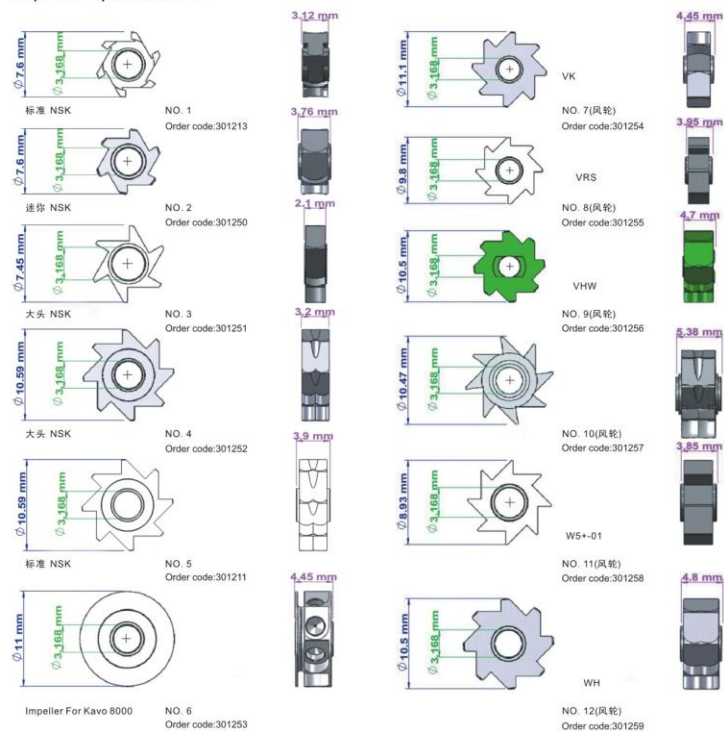 3.12 mm
Ø7.6 mm
Ø3.168 mm
标准 NSK
NO. 1
Order code:301213
3.76 mm
Ø7.6 mm
Ø3.168 mm
迷你 NSK
NO. 2
Order code:301250
2.1 mm
Ø7.45 mm
Ø3.168 mm
大头 NSK
NO. 3
Order code:301251
3.2 mm
Ø10.59 mm
Ø3.168 mm
大头 NSK
NO. 4
Order code:301252
3.9 mm
Ø10.59 mm
Ø3.168 mm
标准 NSK
NO. 5
Order code:301211
4.45 mm
Ø11 mm
Ø3.168 mm
Impeller For Kavo 8000
NO. 6
Order code:301253
4.45 mm
Ø11.1 mm
Ø3.168 mm
VK
NO. 7(风轮)
Order code:301254
3.95 mm
Ø9.8 mm
Ø3.168 mm
VRS
NO. 8(风轮)
Order code:301255
4.7 mm
Ø10.5 mm
Ø3.168 mm
VHW
NO. 9(风轮)
Order code:301256
5.38 mm
Ø10.47 mm
Ø3.168 mm
NO. 10(风轮)
Order code:301257
3.85 mm
Ø8.93 mm
Ø3.168 mm
W5+-01
NO. 11(风轮)
Order code:301258
4.8 mm
Ø10.5 mm
Ø3.168 mm
WH
NO. 12(风轮)
Order code:301259